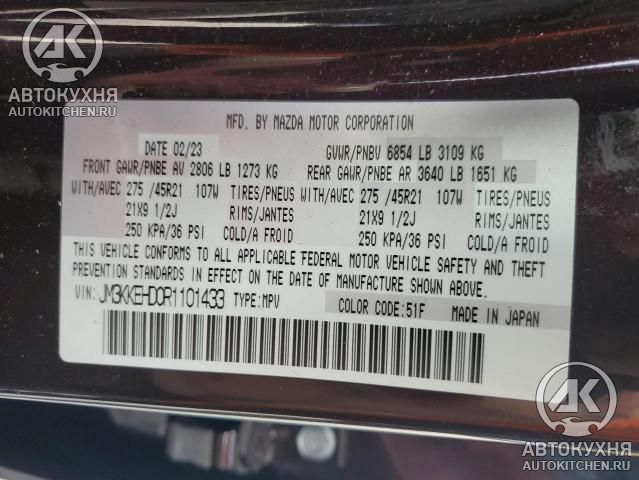 АК
АВТОКУХНЯ
AUTOKITCHEN.RU
MFD. BY MAZDA MOTOR CORPORATION
DATE 02/23 GVWR/PNBV 6854 LB 3109 KG
FRONT GAWR/PNBE AV 2806 LB 1273 KG REAR GAWR/PNBE AR 3640 LB 1651 KG
WITH/AVEC 275 /45R21 107W TIRES/PNEUS WITH/AVEC 275 /45R21 107W TIRES/PNEUS
21X9 1/2J RIMS/JANTES 21X9 1/2J RIMS/JANTES
250 KPA/36 PSI COLD/A FROID 250 KPA/36 PSI COLD/A FROID
THIS VEHICLE CONFORMS TO ALL APPLICABLE FEDERAL MOTOR VEHICLE SAFETY AND THEFT
PREVENTION STANDARDS IN EFFECT ON THE DATE OF MANUFACTURE SHOWN ABOVE.
VIN: JM3KKEHD0R1101433 TYPE:MPV COLOR CODE:51F MADE IN JAPAN
АК
АВТОКУХНЯ
AUTOKITCHEN.RU